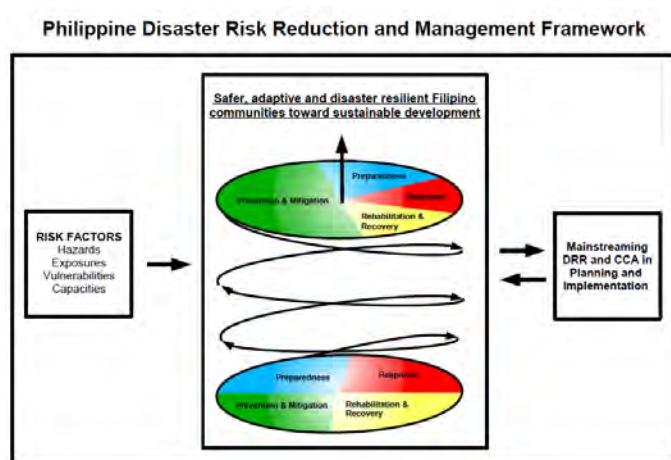 Philippine Disaster Risk Reduction and Management Framework
Safer, adaptive and disaster resilient Filipino
communities toward sustainable development
Preparedness
Response
Prevention & Mitigation
Rehabilitation &
Recovery
RISK FACTORS
Hazards
Exposures
Vulnerabilities
Capacities
Mainstreaming
DRR and CCA in
Planning and
Implementation
Preparedness
Response
Prevention & Mitigation
Rehabilitation &
Recovery